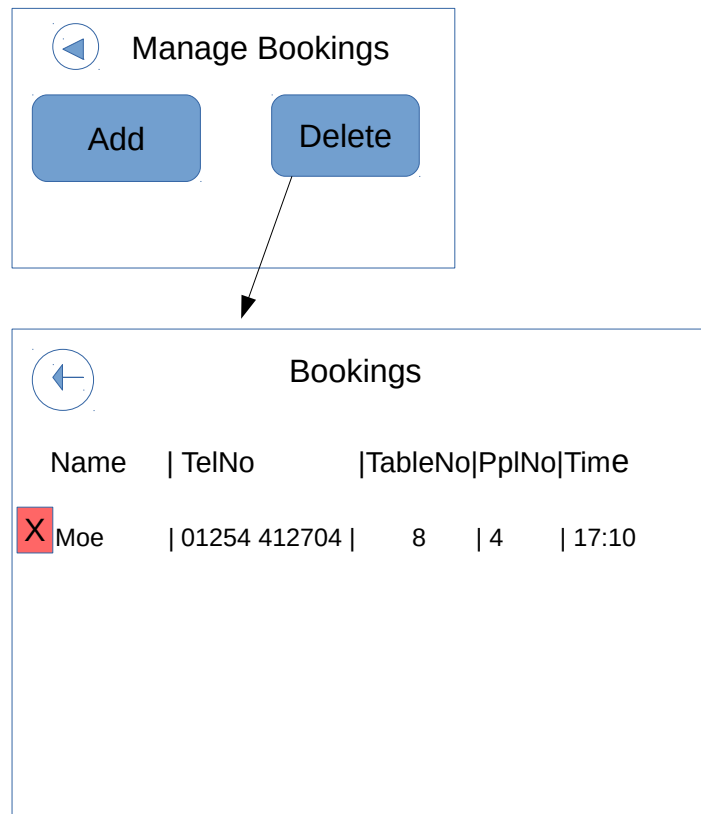 Manage Bookings
Add Delete
Bookings
Name | TelNo |TableNo|PplNo|Time
X Moe | 01254 412704 | 8 | 4 | 17:10